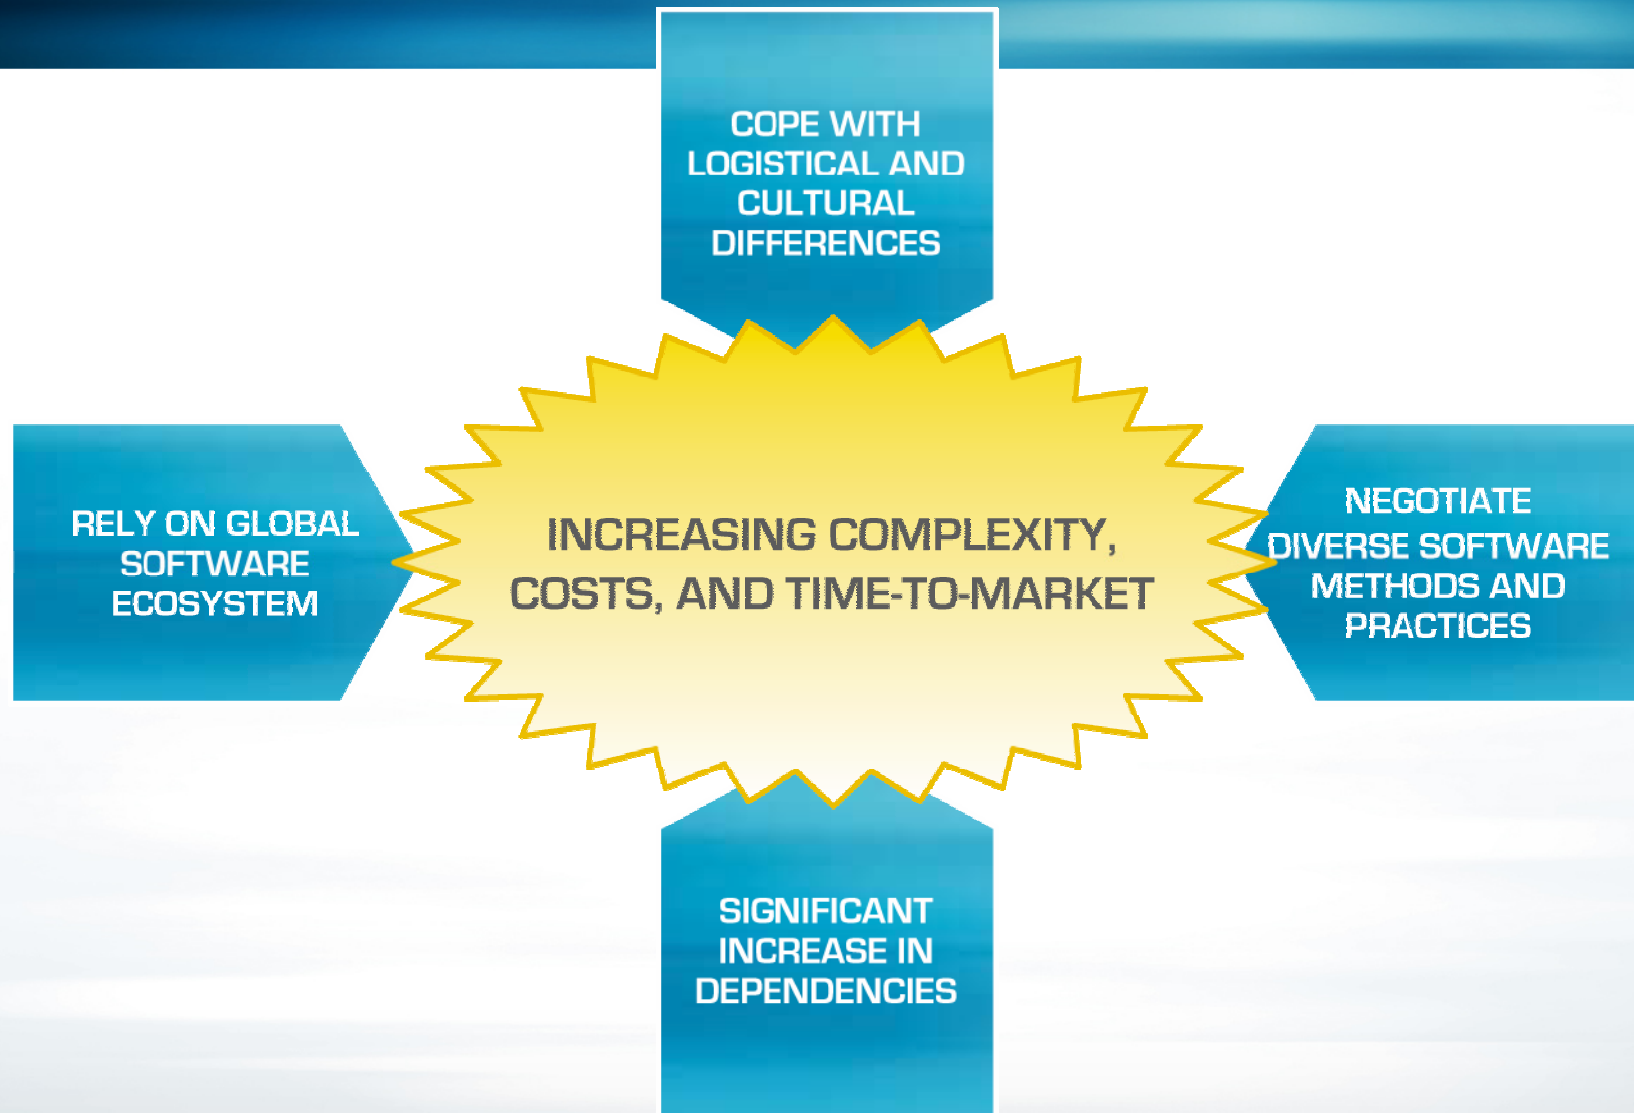 COPE WITH
LOGISTICAL AND
CULTURAL
DIFFERENCES
RELY ON GLOBAL
SOFTWARE
ECOSYSTEM
INCREASING COMPLEXITY,
COSTS, AND TIME-TO-MARKET
NEGOTIATE
DIVERSE SOFTWARE
METHODS AND
PRACTICES
SIGNIFICANT
INCREASE IN
DEPENDENCIES